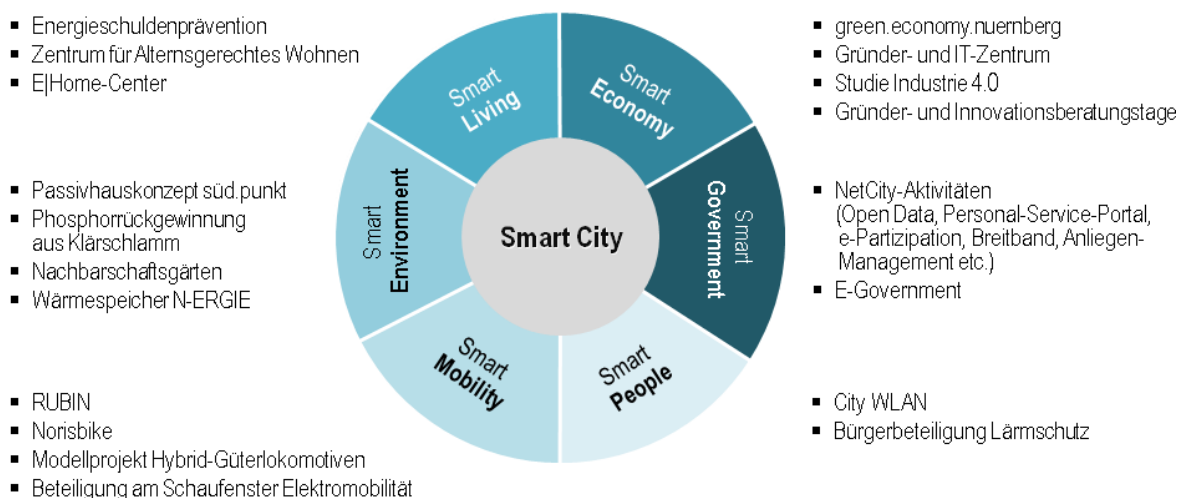 ▪ Energieschuldenprävention
▪ Zentrum für Alternsgerechtes Wohnen
▪ E|Home-Center
▪ Passivhauskonzept süd.punkt
▪ Phosphorrückgewinnung
aus Klärschlamm
▪ Nachbarschaftsgärten
▪ Wärmespeicher N-ERGIE
▪ RUBIN
▪ Norisbike
▪ Modellprojekt Hybrid-Güterlokomotiven
▪ Beteiligung am Schaufenster Elektromobilität
Smart
Living
Smart
Economy
Smart
Environment
Smart City
Smart
Government
Smart
Mobility
Smart
People
▪ green.economy.nuernberg
▪ Gründer- und IT-Zentrum
▪ Studie Industrie 4.0
▪ Gründer- und Innovationsberatungstage
▪ NetCity-Aktivitäten
(Open Data, Personal-Service-Portal,
e-Partizipation, Breitband, Anliegen-
Management etc.)
▪ E-Government
▪ City WLAN
▪ Bürgerbeteiligung Lärmschutz